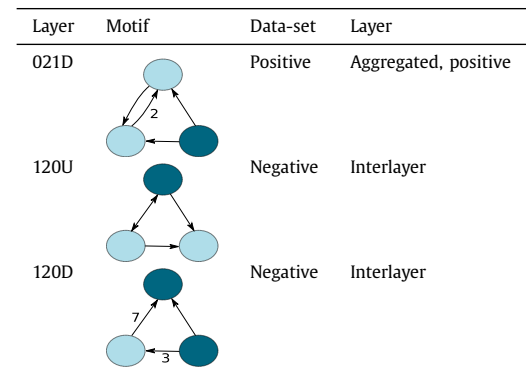 Layer Motif Data-set Layer
021D Positive Aggregated, positive
2
120U Negative Interlayer
120D Negative Interlayer
7
3